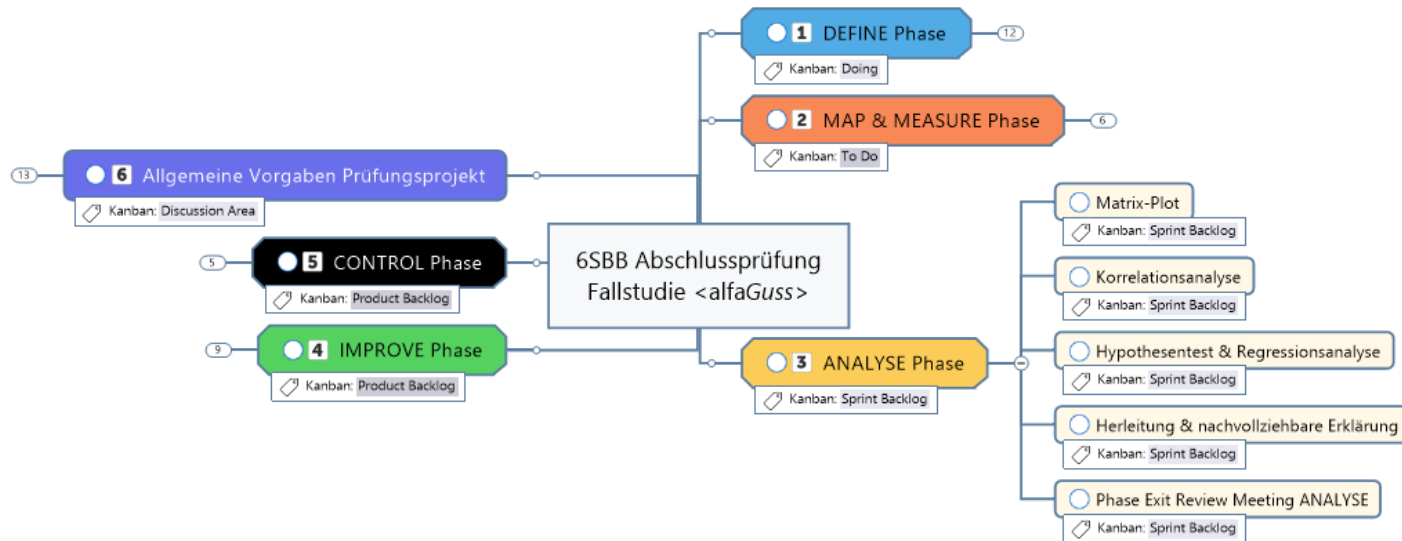 6SBB Abschlussprüfung
Fallstudie <alfaGuss>
1 DEFINE Phase
12
Kanban: Doing
2 MAP & MEASURE Phase
6
Kanban: To Do
3 ANALYSE Phase
Kanban: Sprint Backlog
Matrix-Plot
Kanban: Sprint Backlog
Korrelationsanalyse
Kanban: Sprint Backlog
Hypothesentest & Regressionsanalyse
Kanban: Sprint Backlog
Herleitung & nachvollziehbare Erklärung
Kanban: Sprint Backlog
Phase Exit Review Meeting ANALYSE
Kanban: Sprint Backlog
4 IMPROVE Phase
9
Kanban: Product Backlog
5 CONTROL Phase
5
Kanban: Product Backlog
6 Allgemeine Vorgaben Prüfungsprojekt
13
Kanban: Discussion Area